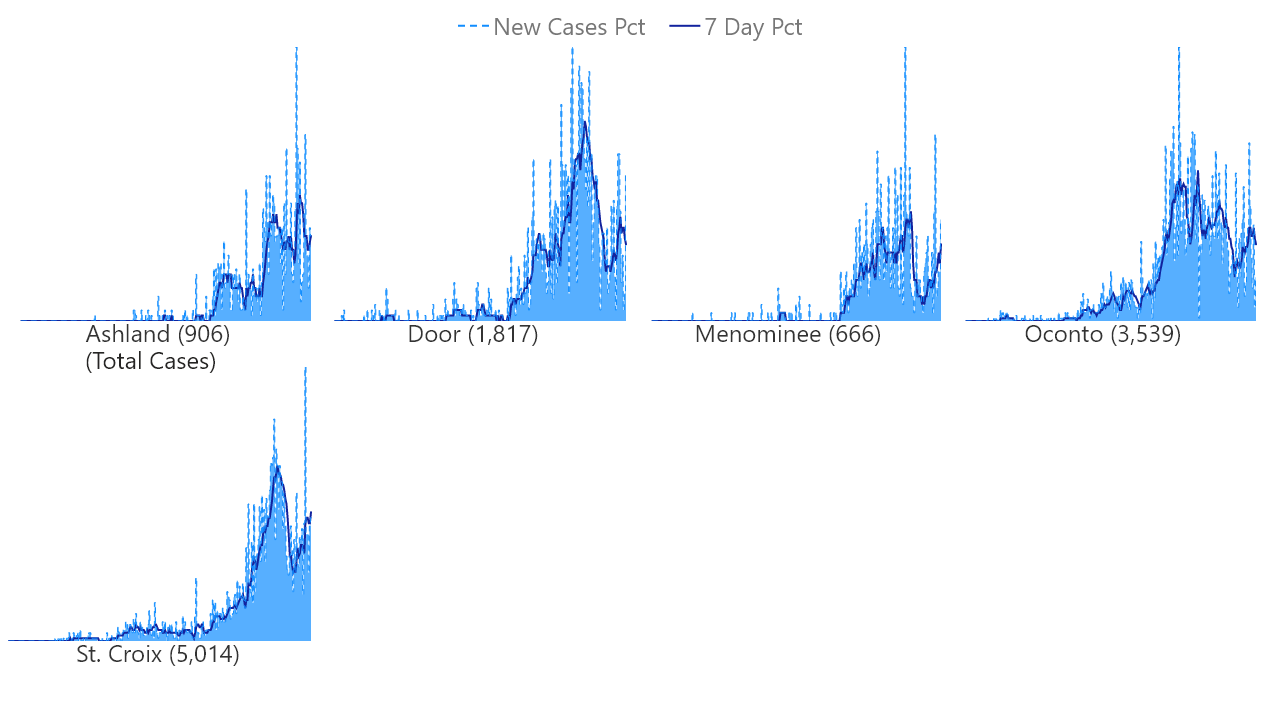 New Cases Pct 7 Day Pct
Ashland (906)
(Total Cases)
Door (1,817)
Menominee (666)
Oconto (3,539)
St. Croix (5,014)